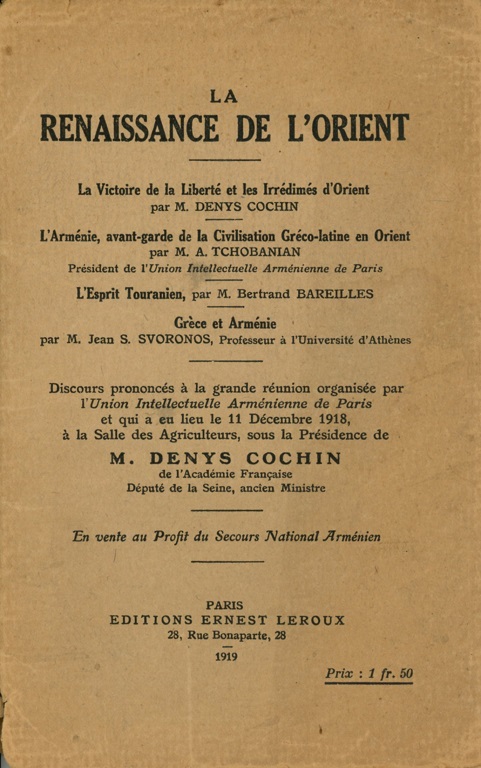 LA
RENAISSANCE DE L'ORIENT
La Victoire de la Liberté et les Irrédimés d'Orient
par M. DENYS COCHIN
L'Arménie, avant-garde de la Civilisation Gréco-latine en Orient
par M. A. TCHOBANIAN
Président de l'Union Intellectuelle Arménienne de Paris
L'Esprit Touranien, par M. Bertrand BAREILLES
Grèce et Arménie
par M. Jean S. SVORONOS, Professeur à l'Université d'Athènes
Discours prononcés à la grande réunion organisée par
l'Union Intellectuelle Arménienne de Paris
et qui a eu lieu le 11 Décembre 1918,
à la Salle des Agriculteurs, sous la Présidence de
M. DENYS COCHIN
de l'Académie Française
Député de la Seine, ancien Ministre
En vente au Profit du Secours National Arménien
PARIS
EDITIONS ERNEST LEROUX
28, Rue Bonaparte, 28
1919
Prix : 1 fr. 50